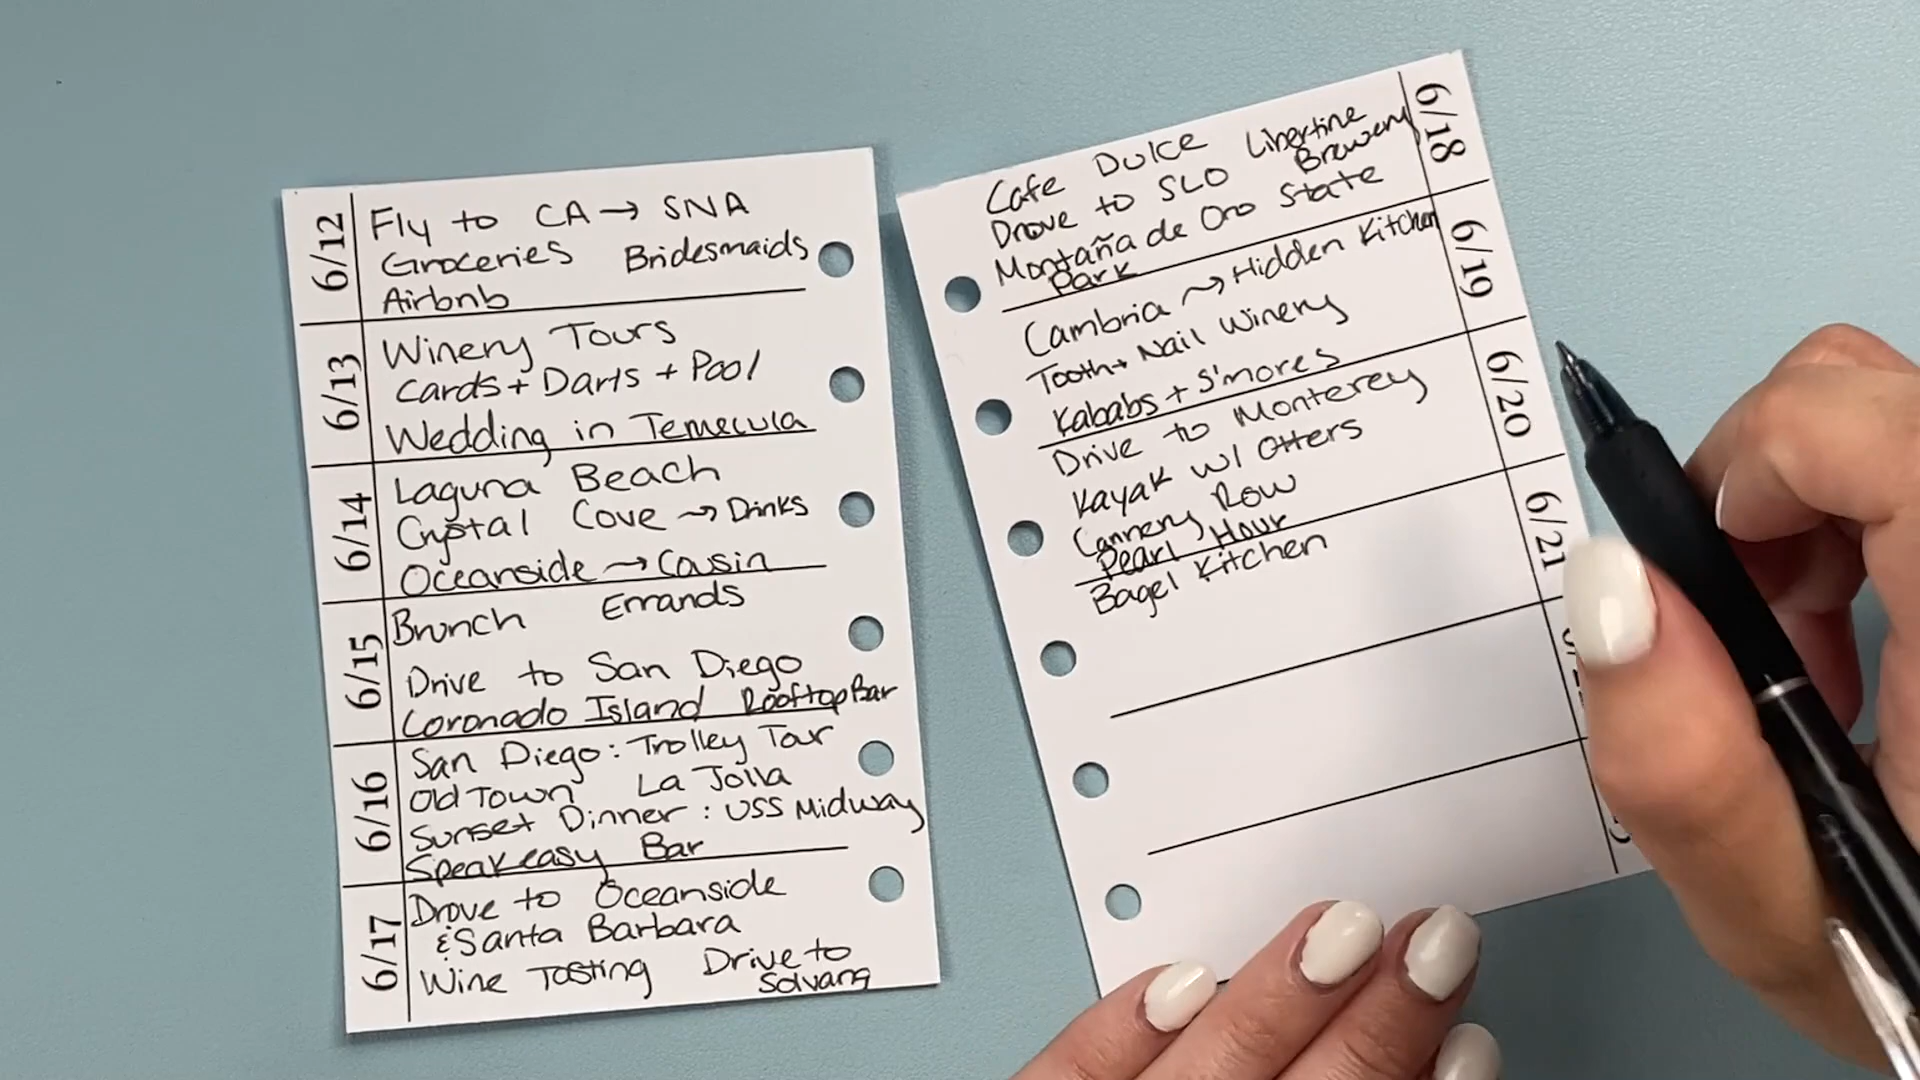 6/12
Fly to CA → SNA
Groceries Bridesmaids
Airbnb
6/13
Winery Tours
Cards + Darts + Pool
Wedding in Temecula
6/14
Laguna Beach
Crystal Cove → Drinks
Oceanside → Cousin
6/15
Brunch Errands
Drive to San Diego
Coronado Island Rooftop Bar
6/16
San Diego: Trolley Tour
Old Town La Jolla
Sunset Dinner: USS Midway
Speakeasy Bar
6/17
Drove to Oceanside
& Santa Barbara
Wine Tasting Drive to
Solvang
6/18
Cafe Dulce Libertine
Drove to SLO Brewery
Montaña de Oro State
Park
6/19
Cambria → Hidden Kitchen
Tooth + Nail Winery
Kababs + S'mores
6/20
Drive to Monterey
Kayak w/ Otters
Cannery Row
Pearl Hour
6/21
Bagel Kitchen